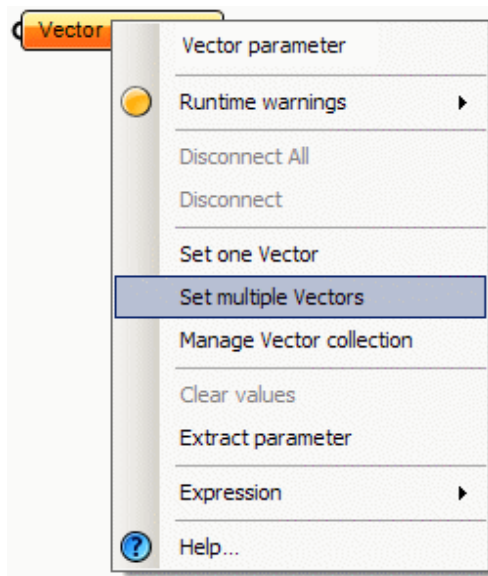 Vector
Vector parameter
Runtime warnings
Disconnect All
Disconnect
Set one Vector
Set multiple Vectors
Manage Vector collection
Clear values
Extract parameter
Expression
Help...